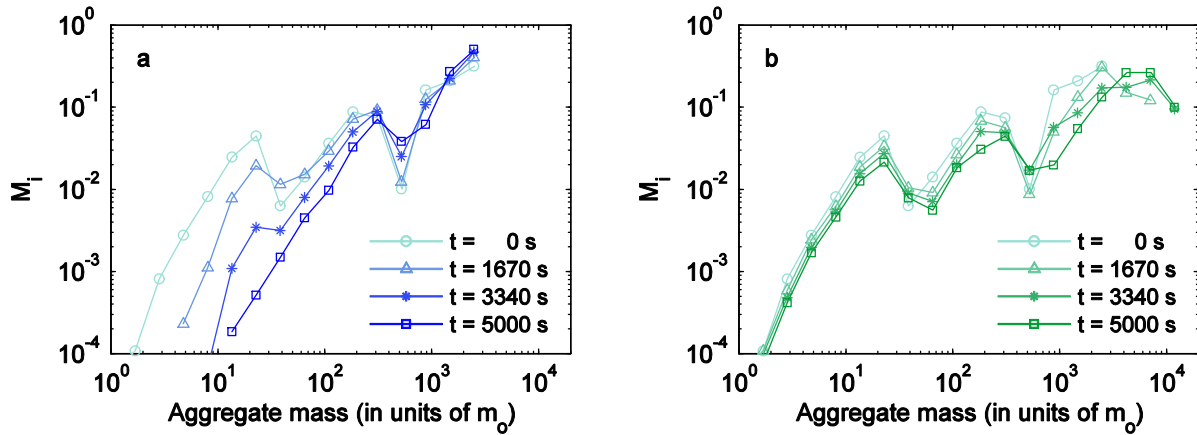 a
10^0
10^-1
10^-2
10^-3
10^-4
M_i
t = 0 s
t = 1670 s
t = 3340 s
t = 5000 s
10^0 10^1 10^2 10^3 10^4
Aggregate mass (in units of m_o)
b
10^0
10^-1
10^-2
10^-3
10^-4
M_i
t = 0 s
t = 1670 s
t = 3340 s
t = 5000 s
10^0 10^1 10^2 10^3 10^4
Aggregate mass (in units of m_o)